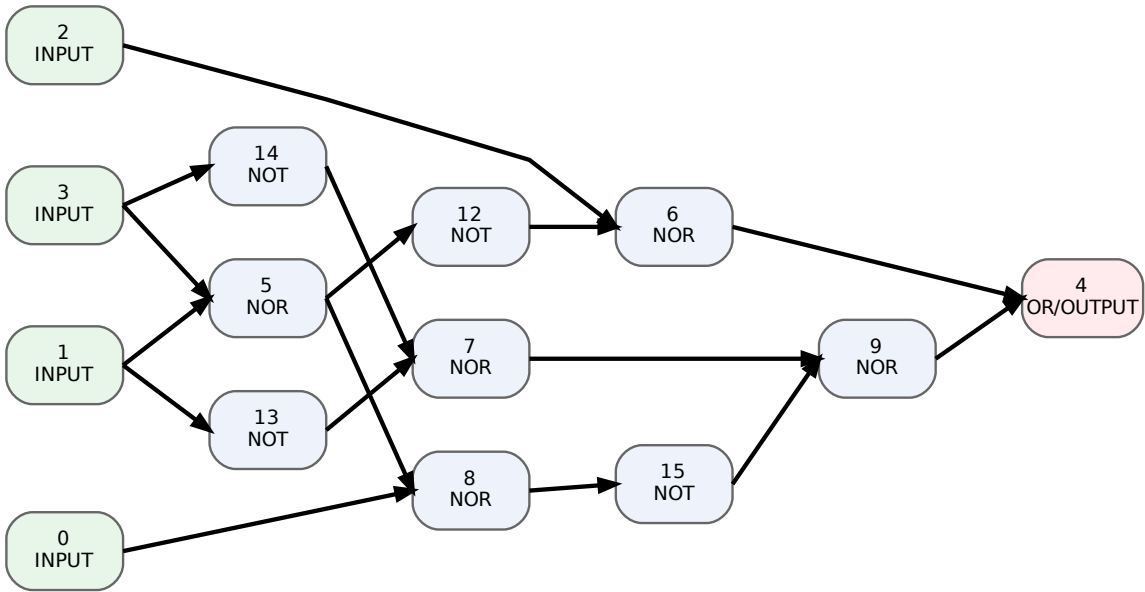 2
INPUT
14
NOT
3
INPUT
12
NOT
6
NOR
5
NOR
4
OR/OUTPUT
1
INPUT
7
NOR
9
NOR
13
NOT
8
NOR
15
NOT
0
INPUT